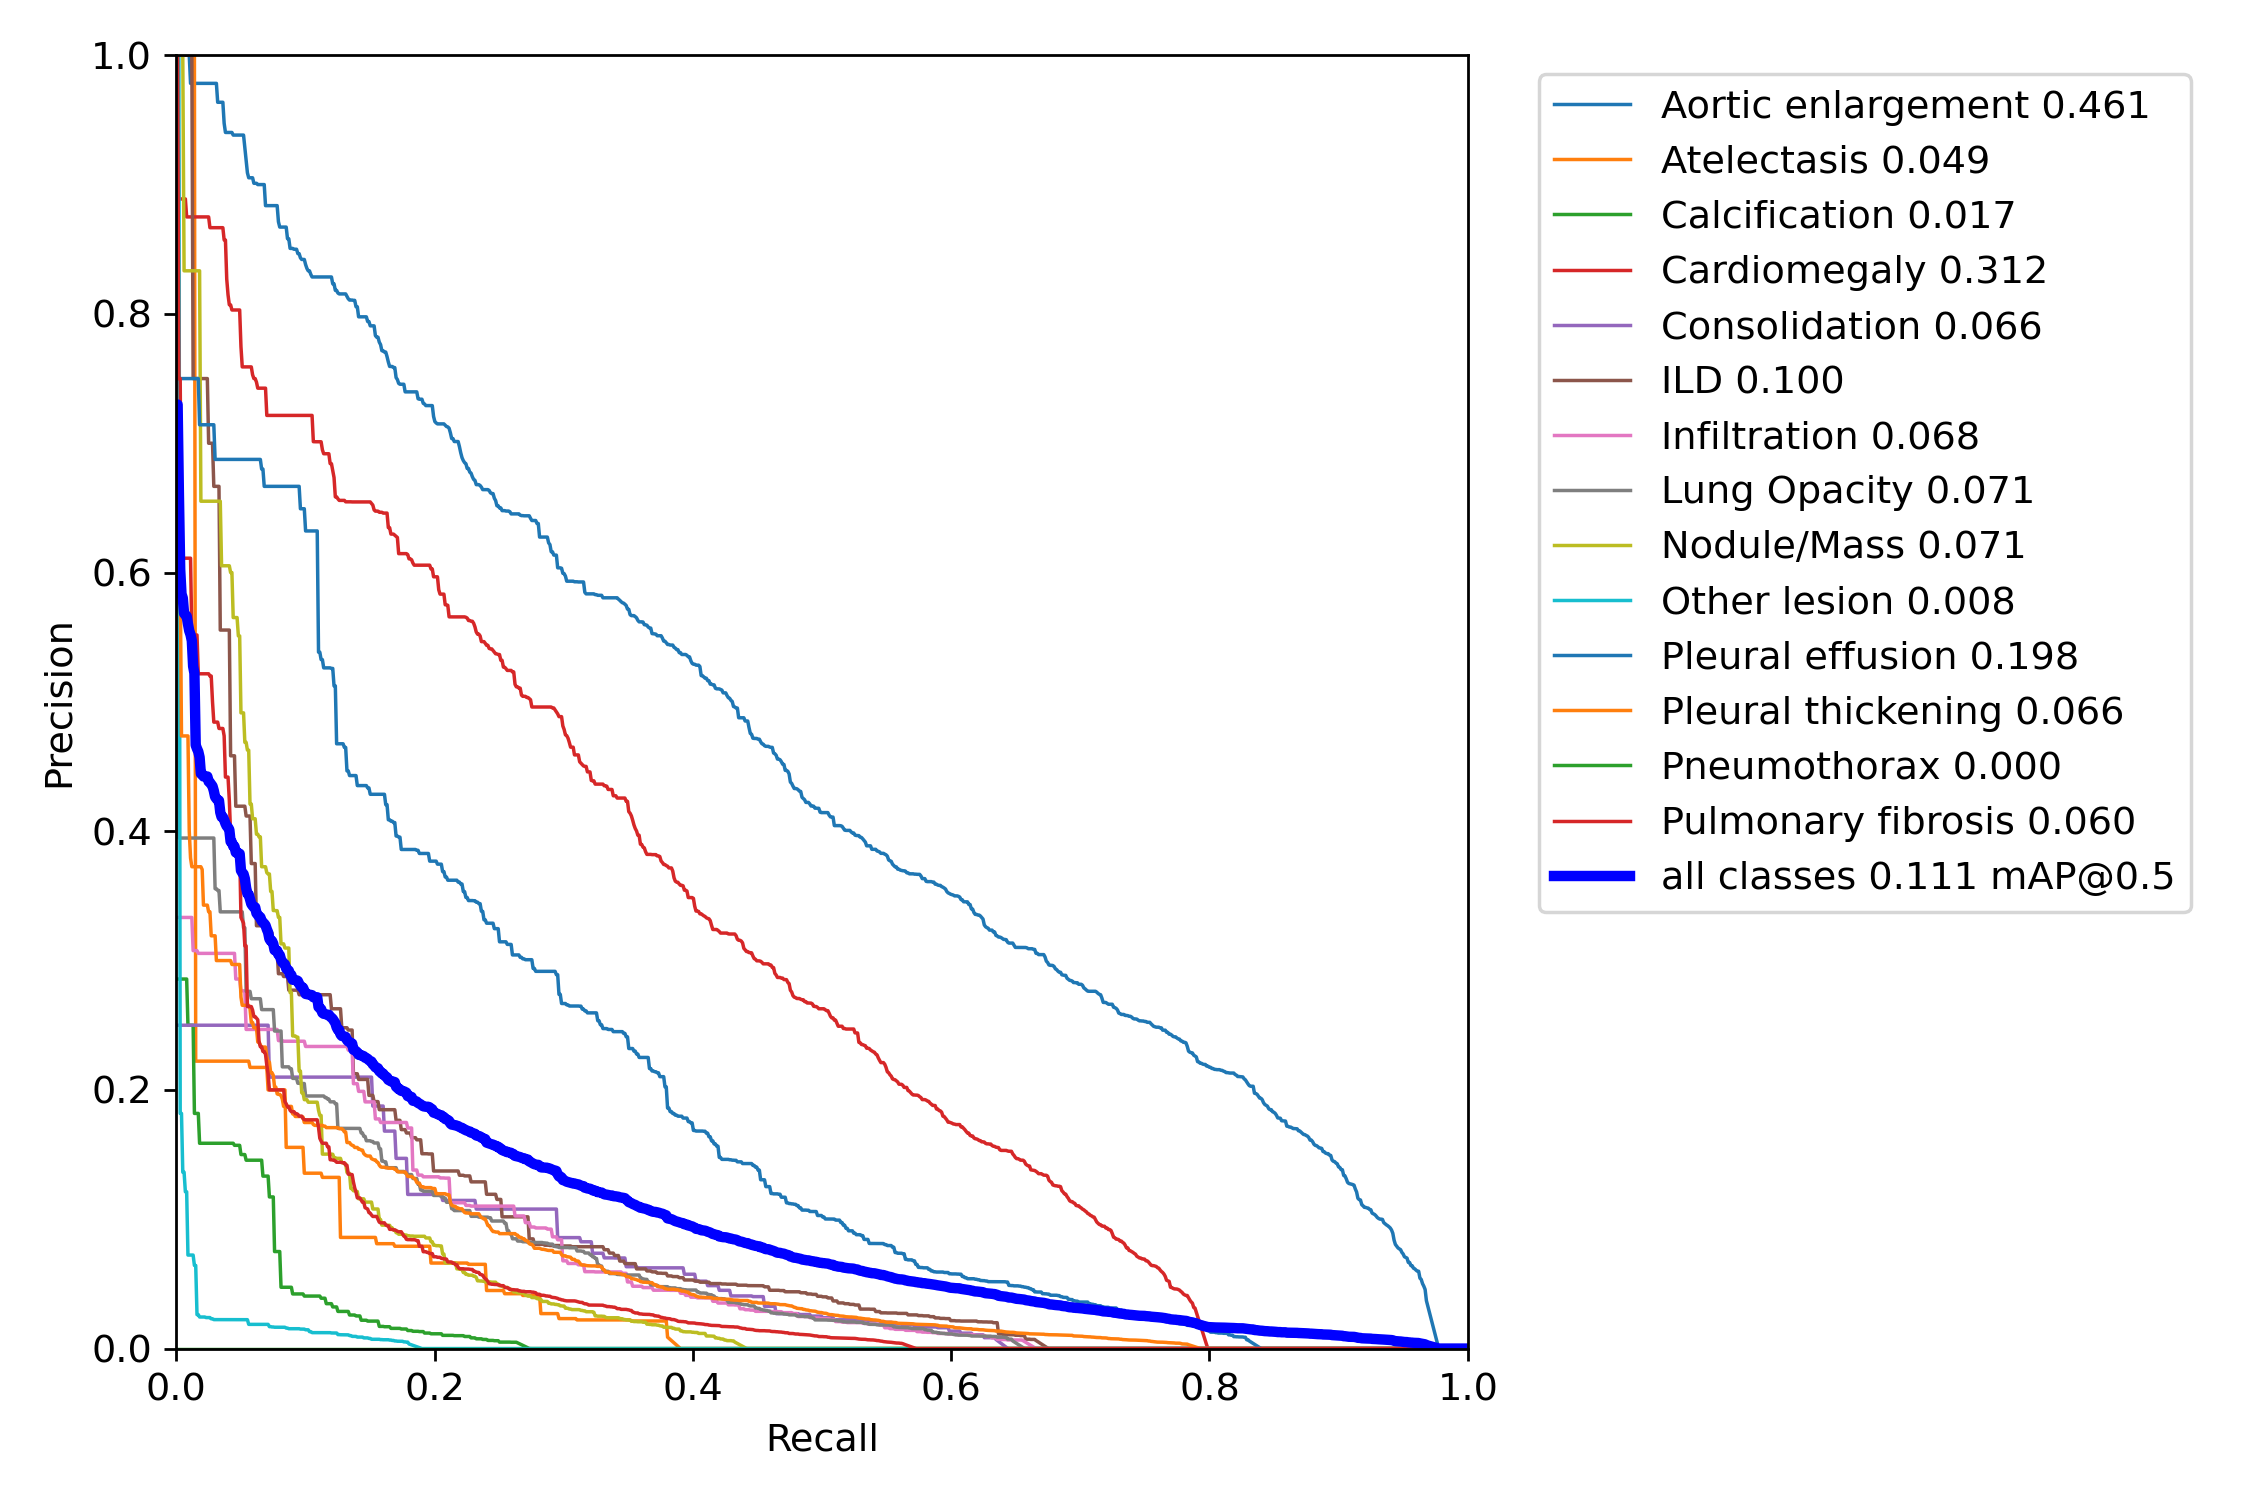 1.0
0.8
0.6
0.4
0.2
0.0
Precision
0.0 0.2 0.4 0.6 0.8 1.0
Recall
Aortic enlargement 0.461
Atelectasis 0.049
Calcification 0.017
Cardiomegaly 0.312
Consolidation 0.066
ILD 0.100
Infiltration 0.068
Lung Opacity 0.071
Nodule/Mass 0.071
Other lesion 0.008
Pleural effusion 0.198
Pleural thickening 0.066
Pneumothorax 0.000
Pulmonary fibrosis 0.060
all classes 0.111 mAP@0.5